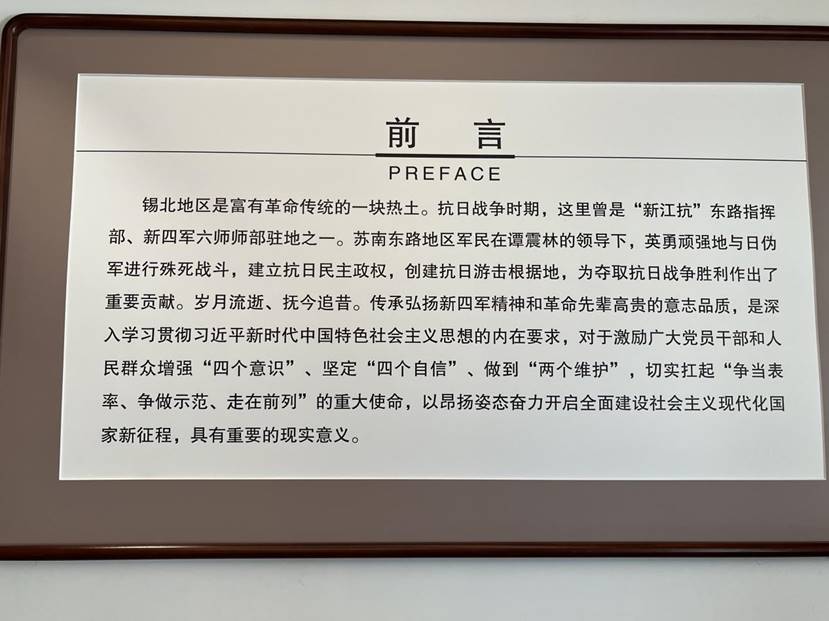 前 言
PREFACE
锡北地区是富有革命传统的一块热土。抗日战争时期，这里曾是“新江抗”东路指挥
部、新四军六师师部驻地之一。苏南东路地区军民在谭震林的领导下，英勇顽强地与日伪
军进行殊死战斗，建立抗日民主政权，创建抗日游击根据地，为夺取抗日战争胜利作出了
重要贡献。岁月流逝、抚今追昔。传承弘扬新四军精神和革命先辈高贵的意志品质，是深
入学习贯彻习近平新时代中国特色社会主义思想的内在要求，对于激励广大党员干部和人
民群众增强“四个意识”、坚定“四个自信”、做到“两个维护”，切实扛起“争当表
率、争做示范、走在前列”的重大使命，以昂扬姿态奋力开启全面建设社会主义现代化国
家新征程，具有重要的现实意义。